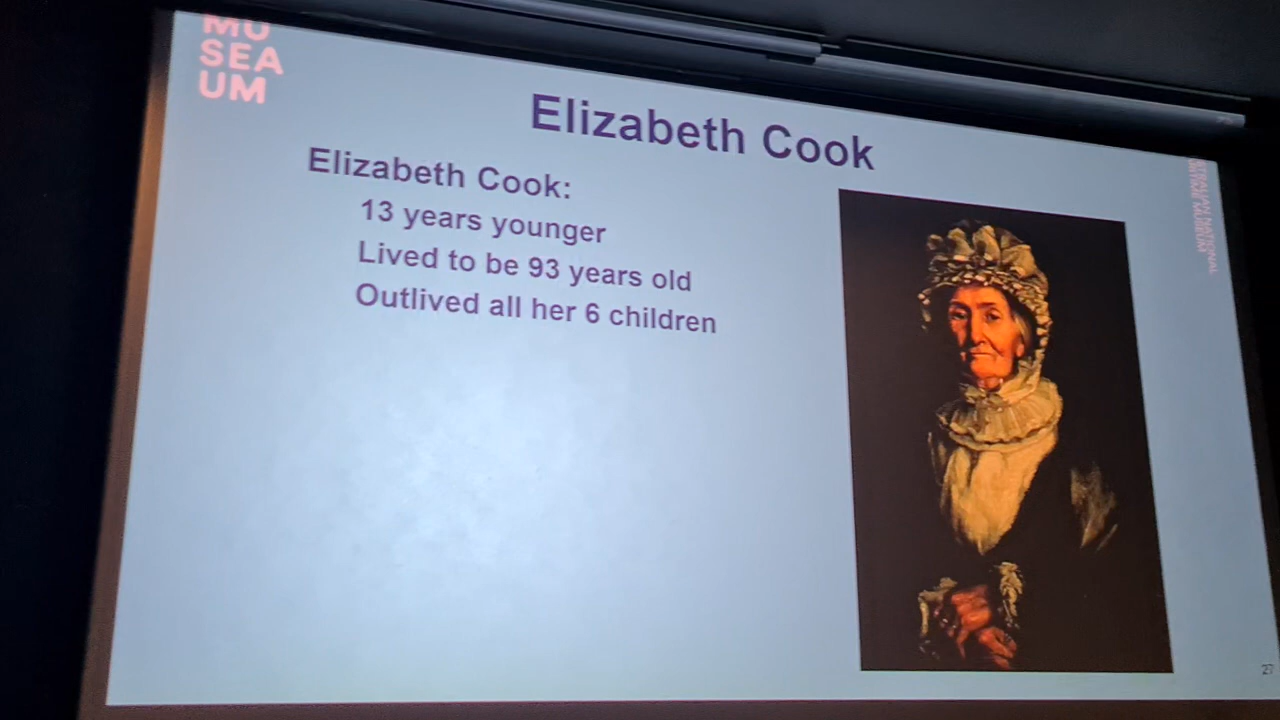 MU
SEA
UM
Elizabeth Cook
Elizabeth Cook:
13 years younger
Lived to be 93 years old
Outlived all her 6 children
27